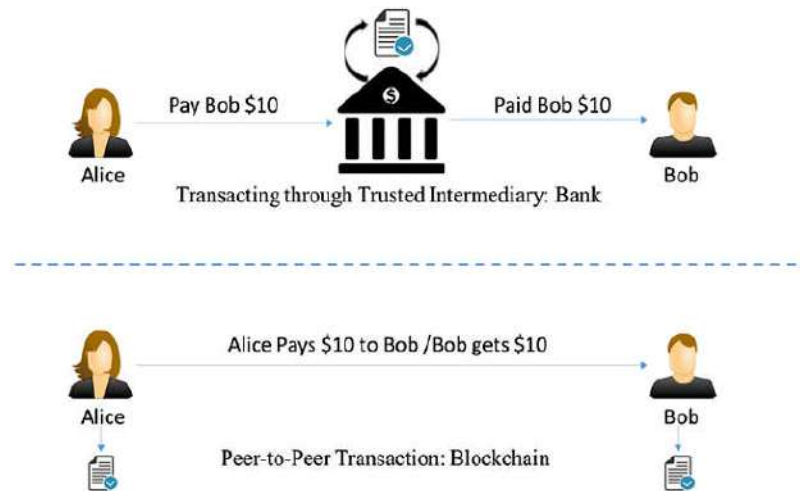 Pay Bob $10
$
Paid Bob $10
Alice
Bob
Transacting through Trusted Intermediary: Bank
Alice Pays $10 to Bob /Bob gets $10
Alice
Bob
Peer-to-Peer Transaction: Blockchain